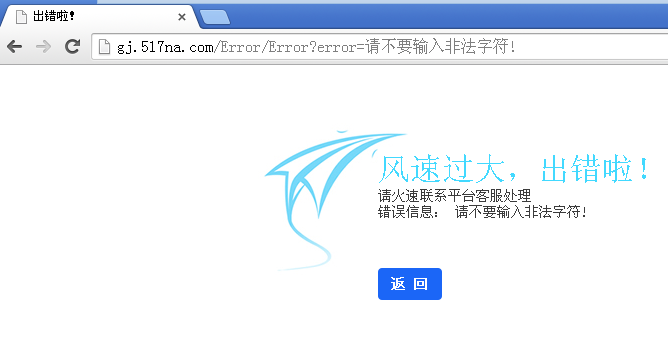 出错啦!
gj.517na.com/Error/Error?error=请不要输入非法字符!
风速过大，出错啦!
请火速联系平台客服处理
错误信息： 请不要输入非法字符!
返 回